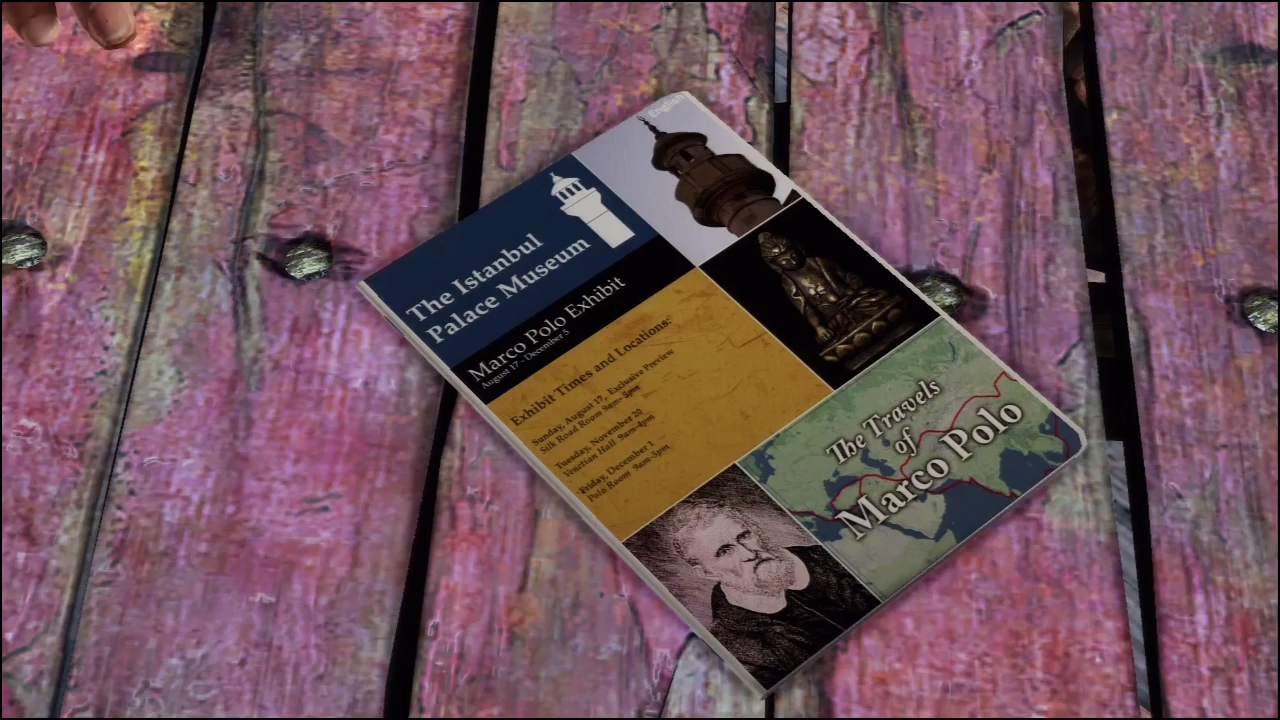 English
The Istanbul
Palace Museum
Marco Polo Exhibit
August 17 - December 5
Exhibit Times and Locations:
Sunday, August 17, Exclusive Preview
Silk Road Room 9am- 5pm
Tuesday, November 20
Venetian Hall 9am-4pm
Friday, December 1
Polo Room 9am-5pm
The Travels
of
Marco Polo